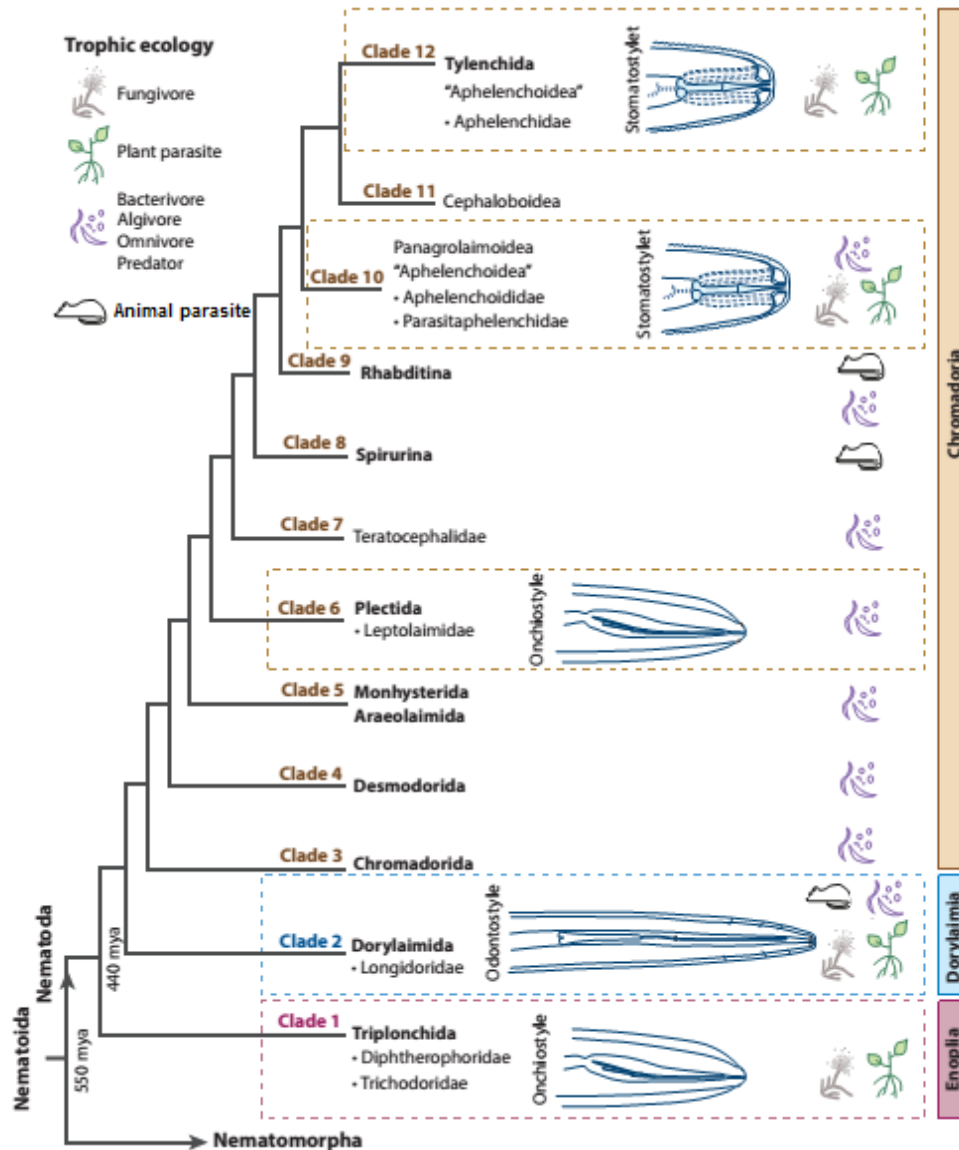 Trophic ecology
Fungivore
Plant parasite
Bacterivore
Algivore
Omnivore
Predator
Animal parasite
Clade 12
Tylenchida
"Aphelenchoidea"
• Aphelenchidae
Stomatostylet
Clade 11
Cephaloboidea
Clade 10
Panagrolaimoidea
"Aphelenchoidea"
• Aphelenchoididae
• Parasitaphelenchidae
Stomatostylet
Clade 9
Rhabditina
Clade 8
Spirurina
Clade 7
Teratocephalidae
Clade 6
Plectida
• Leptolaimidae
Onchiostyle
Clade 5
Monhysterida
Araeolaimida
Clade 4
Desmodorida
Clade 3
Chromadorida
Chromadoria
Clade 2
Dorylaimida
• Longidoridae
Odontostyle
Dorylaimia
Clade 1
Triplonchida
• Diphtherophoridae
• Trichodoridae
Onchiostyle
Enoplia
Nematoida
Nematoda
550 mya
440 mya
Nematomorpha